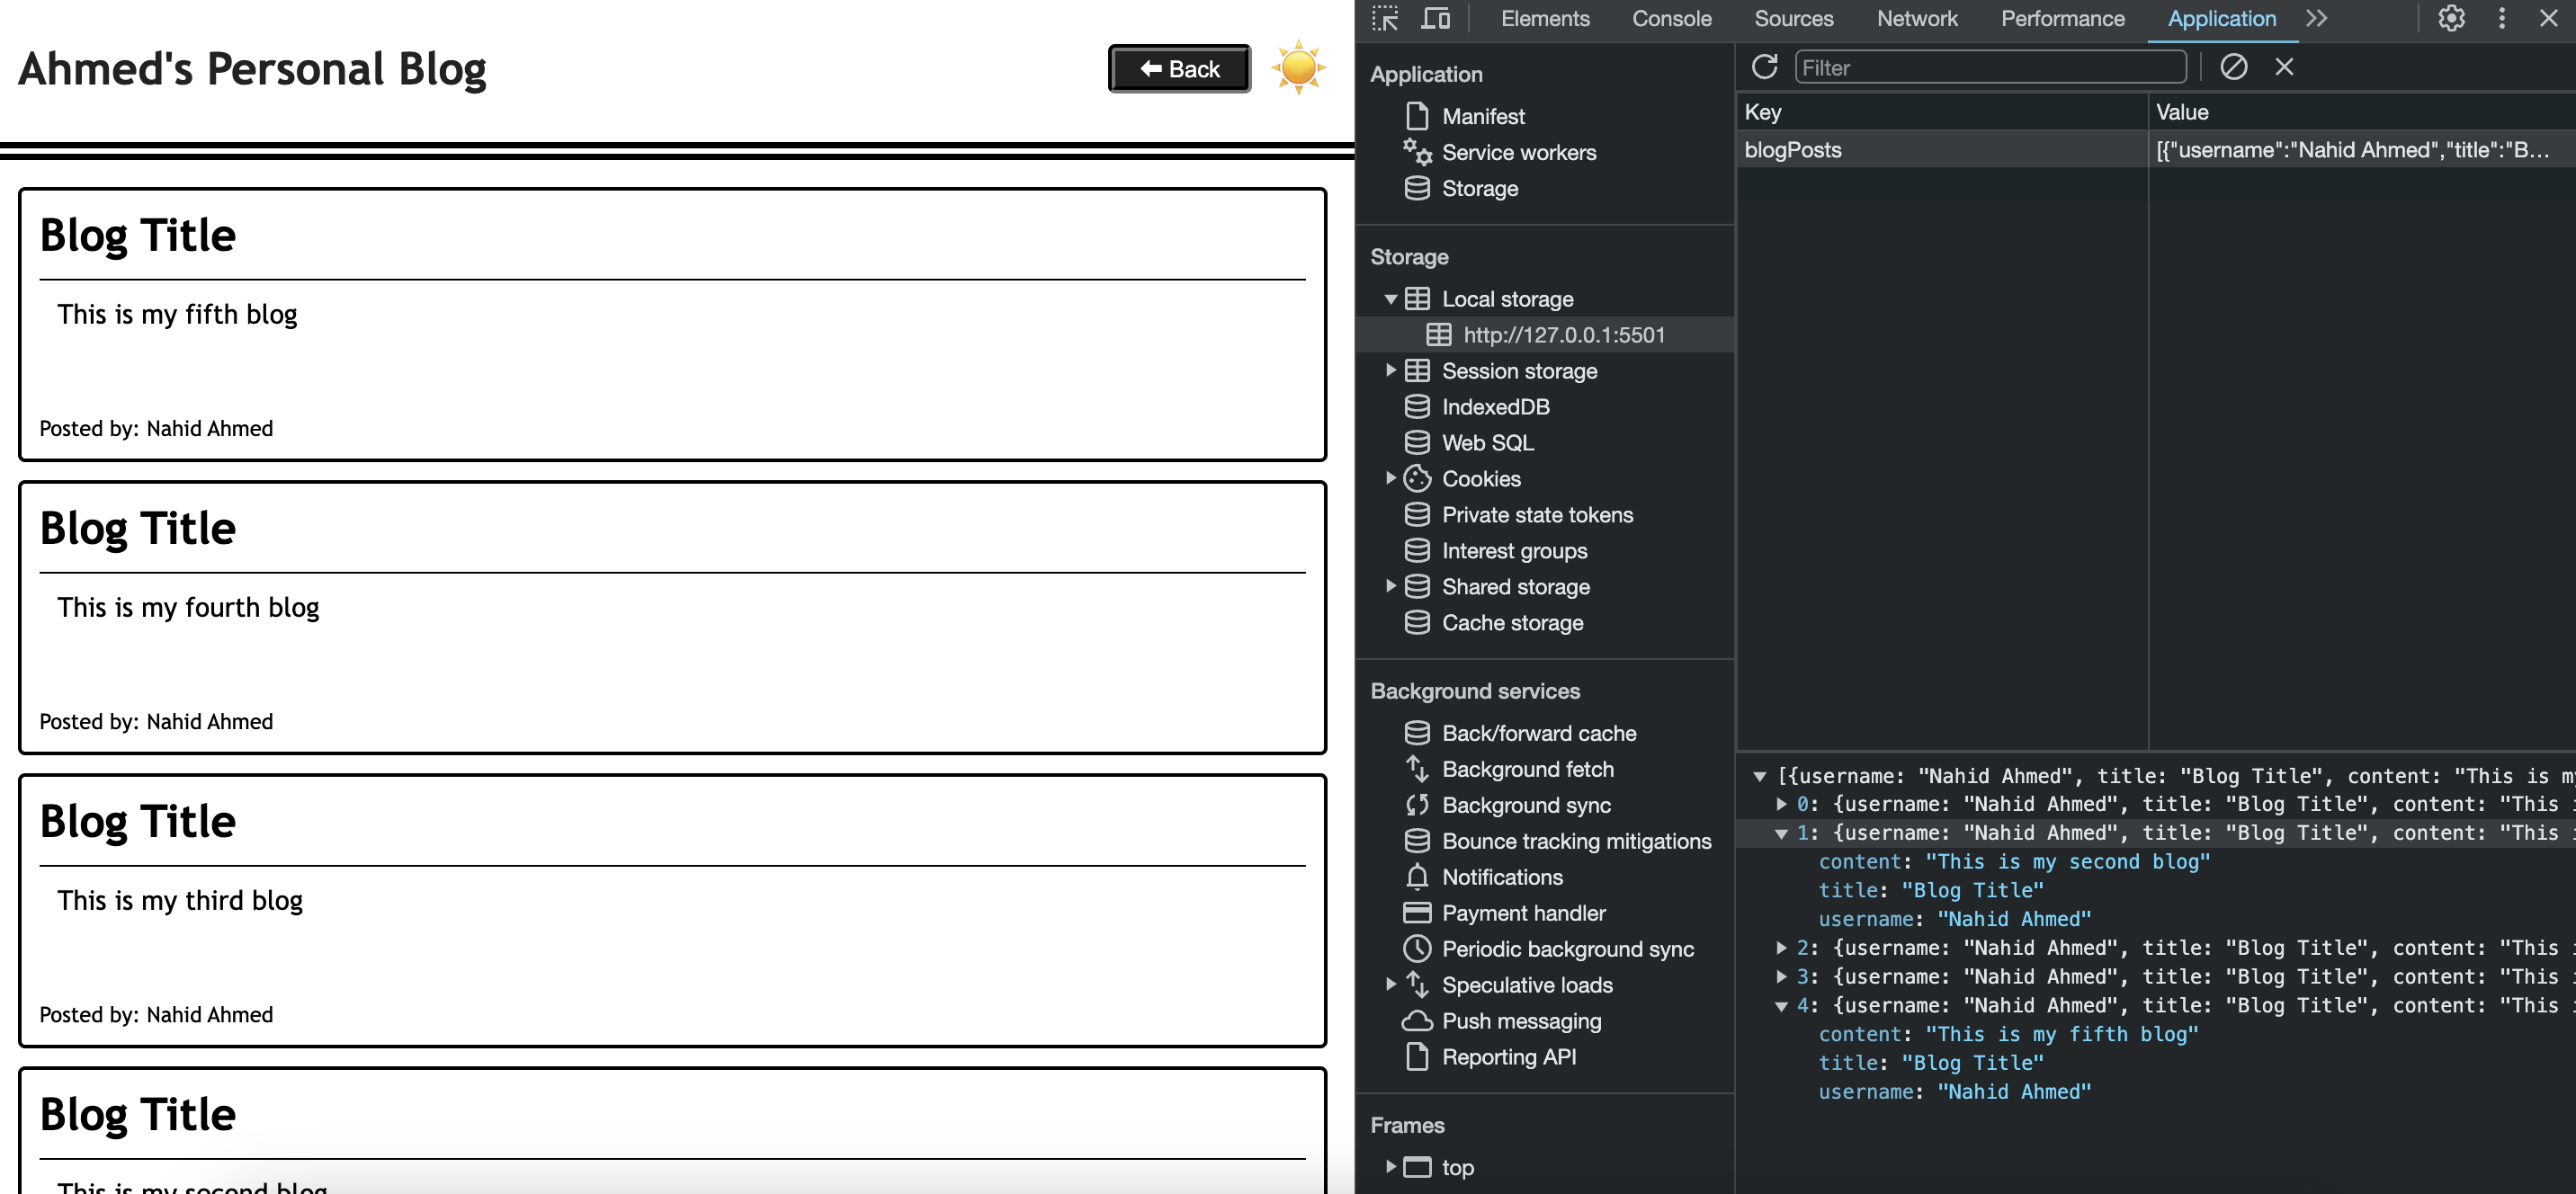 Ahmed's Personal Blog
Back
Blog Title
This is my fifth blog
Posted by: Nahid Ahmed
Blog Title
This is my fourth blog
Posted by: Nahid Ahmed
Blog Title
This is my third blog
Posted by: Nahid Ahmed
Blog Title
This is my second blog
Elements Console Sources Network Performance Application
Application
Manifest
Service workers
Storage
Storage
Local storage
http://127.0.0.1:5501
Session storage
IndexedDB
Web SQL
Cookies
Private state tokens
Interest groups
Shared storage
Cache storage
Background services
Back/forward cache
Background fetch
Background sync
Bounce tracking mitigations
Notifications
Payment handler
Periodic background sync
Speculative loads
Push messaging
Reporting API
Frames
top
Filter
Key Value
blogPosts [{"username":"Nahid Ahmed","title":"B…
[{username: "Nahid Ahmed", title: "Blog Title", content: "This is m
0: {username: "Nahid Ahmed", title: "Blog Title", content: "This
1: {username: "Nahid Ahmed", title: "Blog Title", content: "This
content: "This is my second blog"
title: "Blog Title"
username: "Nahid Ahmed"
2: {username: "Nahid Ahmed", title: "Blog Title", content: "This
3: {username: "Nahid Ahmed", title: "Blog Title", content: "This
4: {username: "Nahid Ahmed", title: "Blog Title", content: "This
content: "This is my fifth blog"
title: "Blog Title"
username: "Nahid Ahmed"